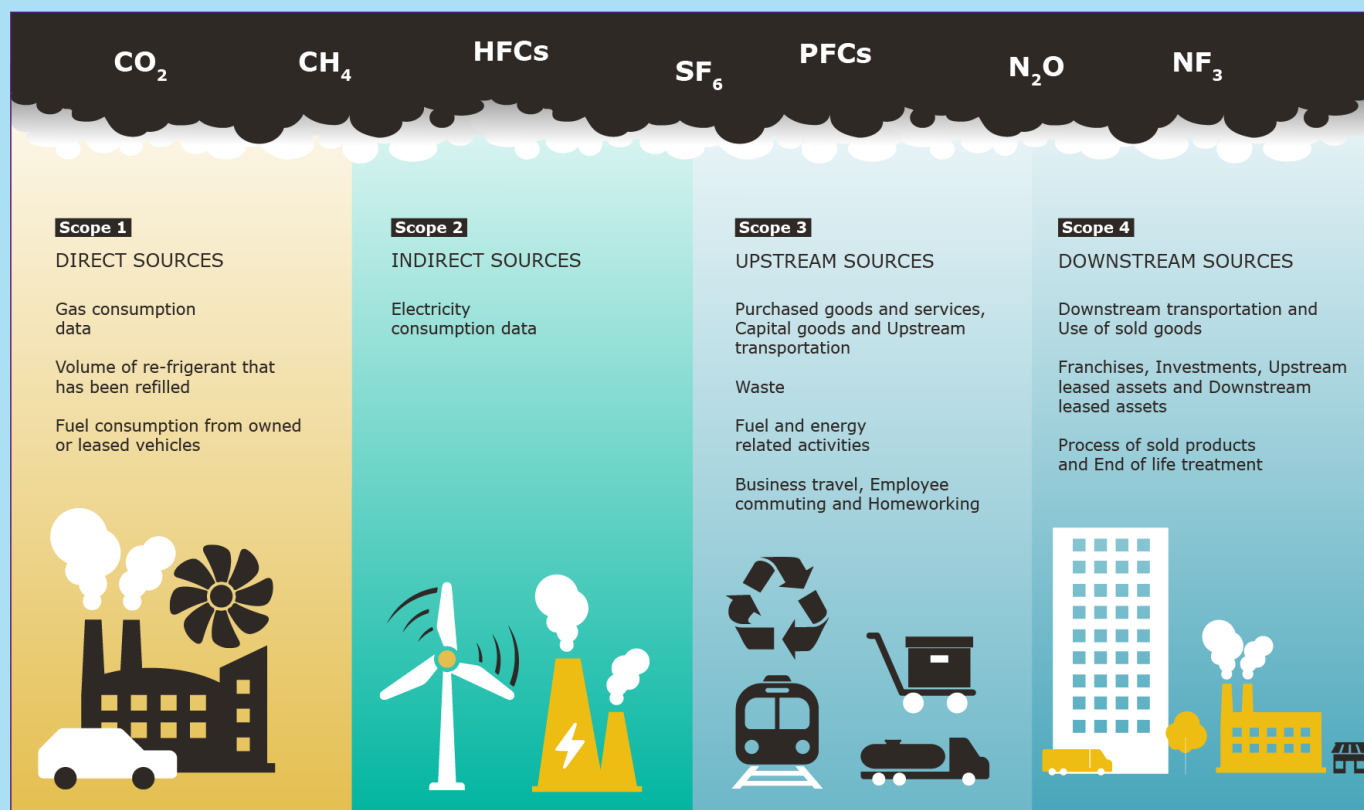 CO₂
CH₄
HFCs
SF₆
PFCs
N₂O
NF₃
Scope 1
DIRECT SOURCES
Gas consumption
data
Volume of re-frigerant that
has been refilled
Fuel consumption from owned
or leased vehicles
Scope 2
INDIRECT SOURCES
Electricity
consumption data
Scope 3
UPSTREAM SOURCES
Purchased goods and services,
Capital goods and Upstream
transportation
Waste
Fuel and energy
related activities
Business travel, Employee
commuting and Homeworking
Scope 4
DOWNSTREAM SOURCES
Downstream transportation and
Use of sold goods
Franchises, Investments, Upstream
leased assets and Downstream
leased assets
Process of sold products
and End of life treatment